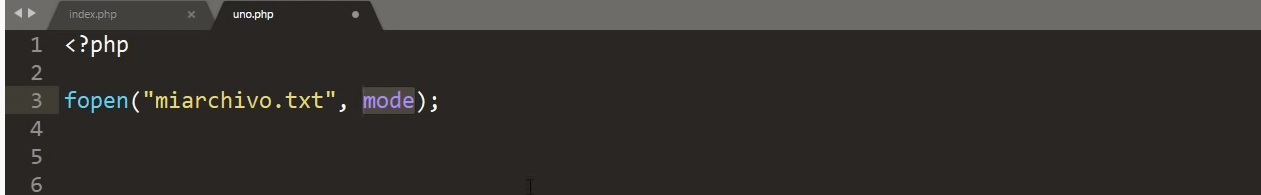 index.php × uno.php
1 <?php
2
3 fopen("miarchivo.txt", mode);
4
5
6